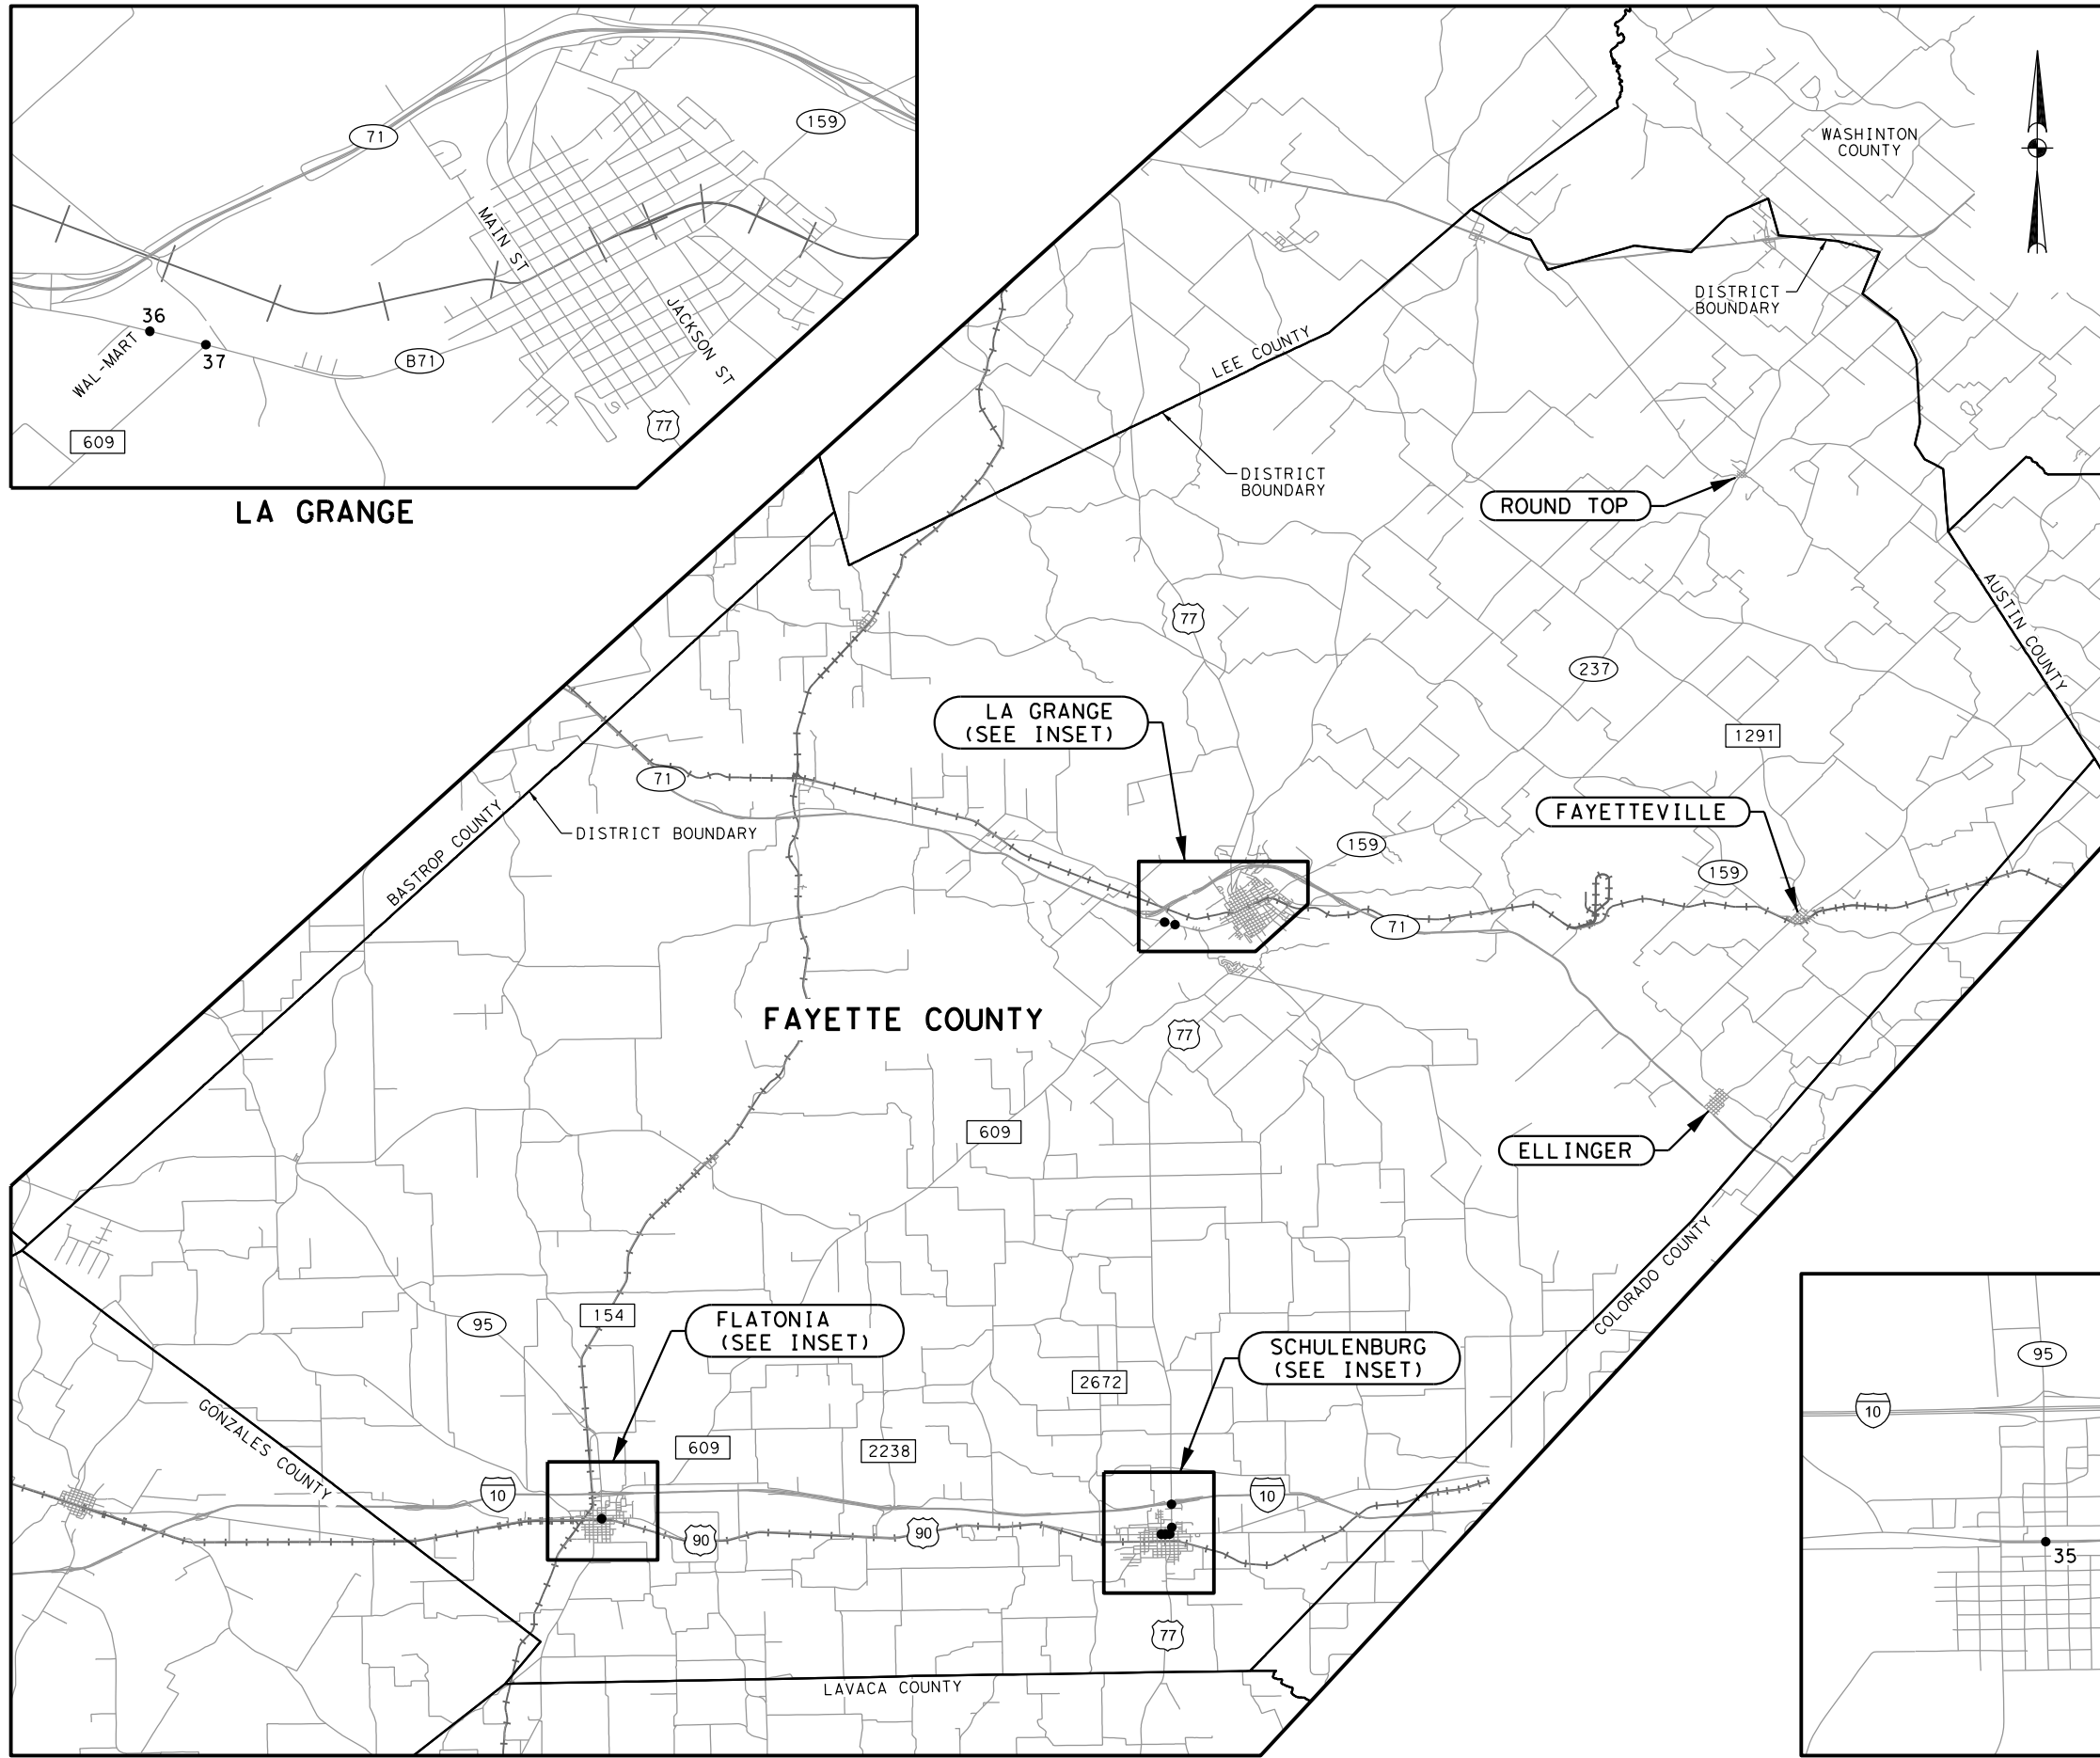 71
159
MAIN ST
JACKSON ST
36
WAL-MART
37
B71
609
77
LA GRANGE
WASHINTON
COUNTY
DISTRICT
BOUNDARY
LEE COUNTY
DISTRICT
BOUNDARY
ROUND TOP
AUSTIN COUNTY
77
237
LA GRANGE
(SEE INSET)
1291
71
FAYETTEVILLE
BASTROP COUNTY
DISTRICT BOUNDARY
159
159
71
FAYETTE COUNTY
77
609
ELLINGER
COLORADO COUNTY
95
154
FLATONIA
(SEE INSET)
SCHULENBURG
(SEE INSET)
2672
GONZALES COUNTY
609
2238
10
10
90
90
77
LAVACA COUNTY
95
10
35